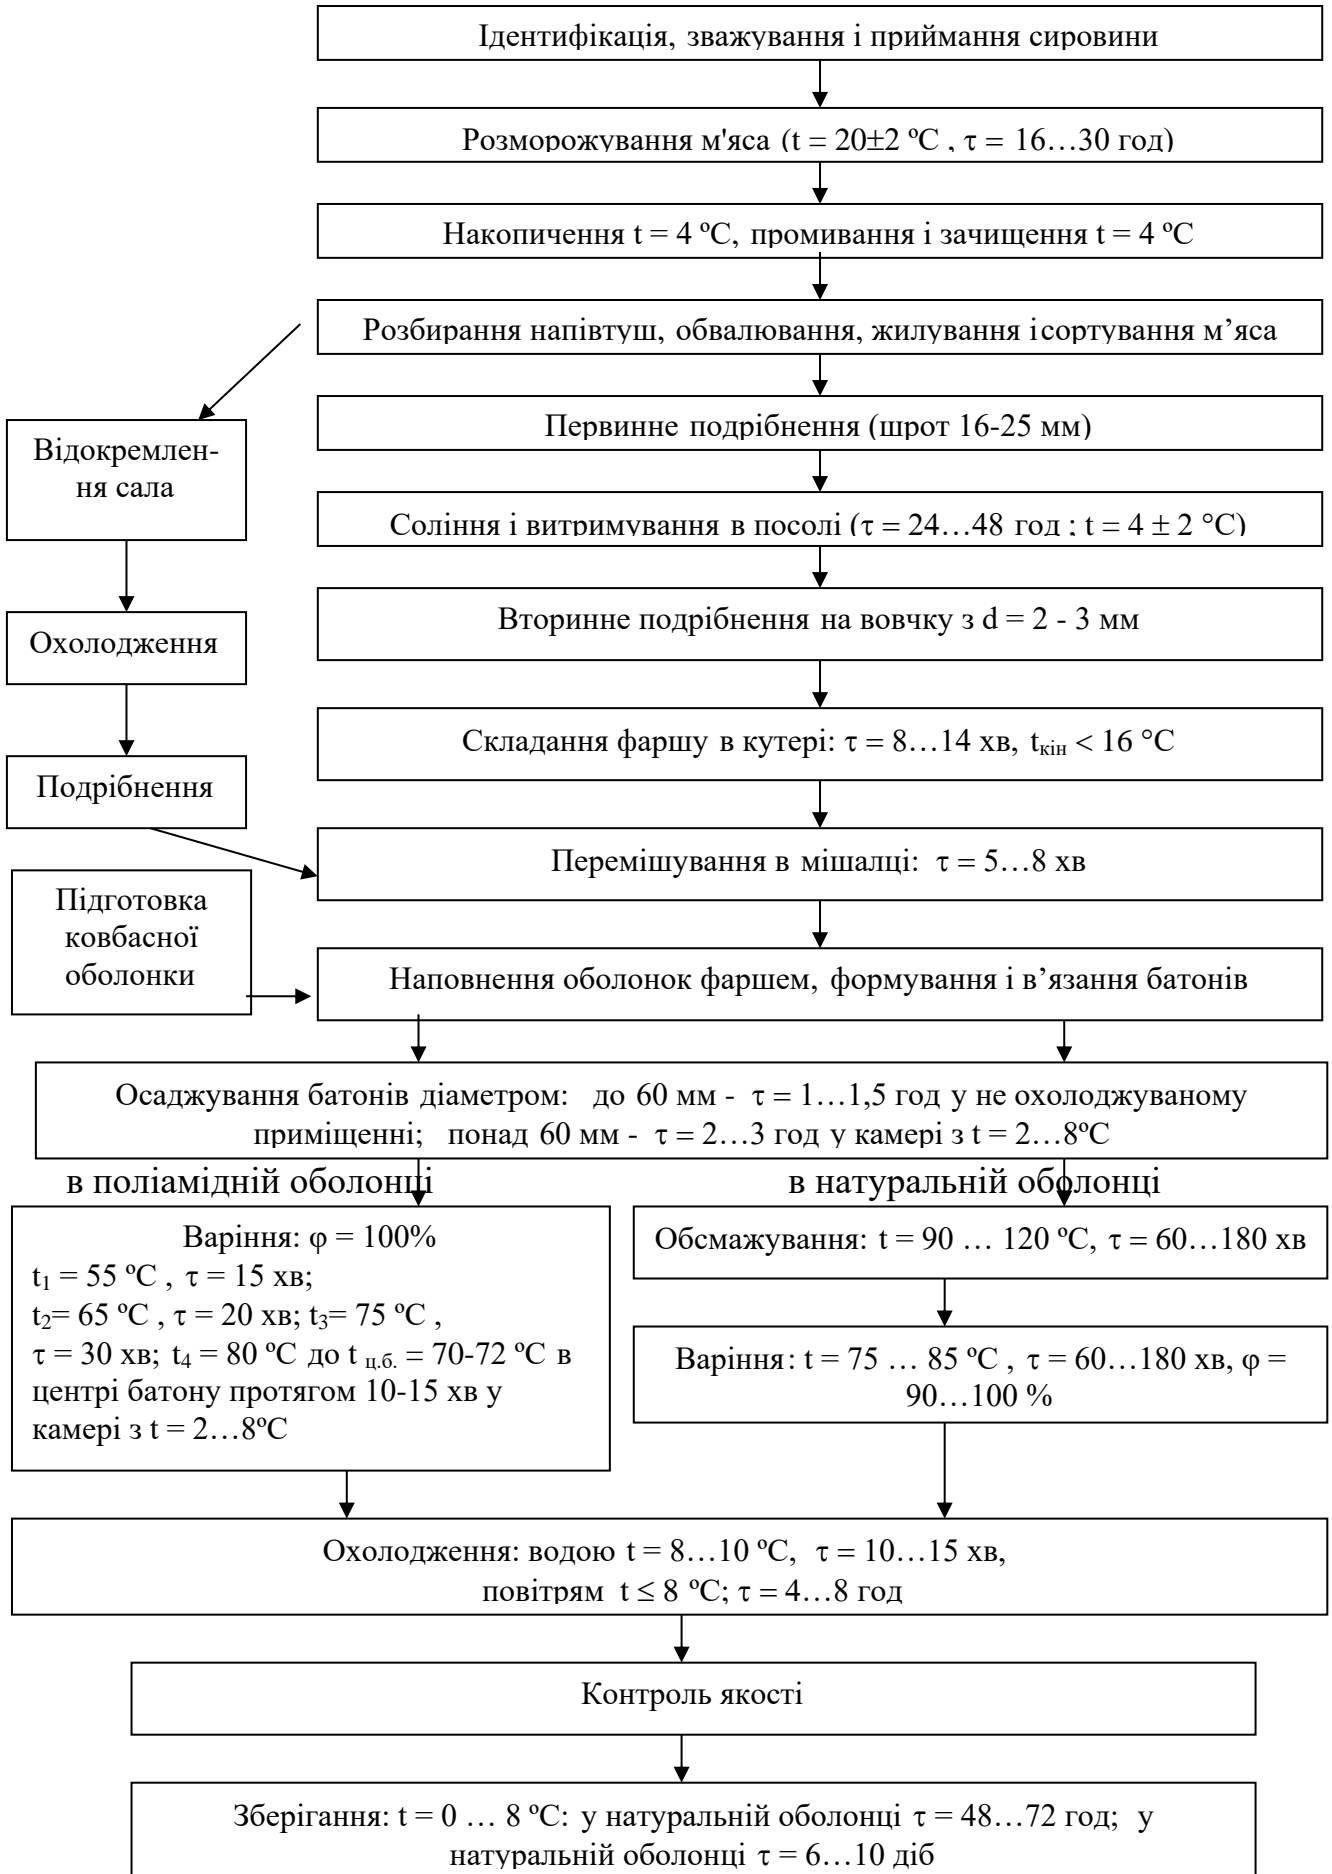 Ідентифікація, зважування і приймання сировини
Розморожування м'яса (t = 20±2 ºC , τ = 16…30 год)
Накопичення t = 4 ºC, промивання і зачищення t = 4 ºC
Розбирання напівтуш, обвалювання, жилування ісортування м’яса
Відокремлен-
ня сала
Первинне подрібнення (шрот 16-25 мм)
Соління і витримування в посолі (τ = 24…48 год ; t = 4 ± 2 °C)
Вторинне подрібнення на вовчку з d = 2 - 3 мм
Охолодження
Складання фаршу в кутері: τ = 8…14 хв, tкін < 16 °C
Подрібнення
Перемішування в мішалці: τ = 5…8 хв
Підготовка
ковбасної
оболонки
Наповнення оболонок фаршем, формування і в’язання батонів
Осаджування батонів діаметром: до 60 мм - τ = 1…1,5 год у не охолоджуваному
приміщенні; понад 60 мм - τ = 2…3 год у камері з t = 2…8ºC
в поліамідній оболонці
в натуральній оболонці
Варіння: φ = 100%
t1 = 55 ºC , τ = 15 хв;
t2= 65 ºC , τ = 20 хв; t3= 75 ºC ,
τ = 30 хв; t4 = 80 ºC до t ц.б. = 70-72 ºC в
центрі батону протягом 10-15 хв у
камері з t = 2…8ºC
Обсмажування: t = 90 … 120 ºC, τ = 60…180 хв
Варіння: t = 75 … 85 ºC , τ = 60…180 хв, φ =
90…100 %
Охолодження: водою t = 8…10 ºC, τ = 10…15 хв,
повітрям t ≤ 8 ºC; τ = 4…8 год
Контроль якості
Зберігання: t = 0 … 8 ºC: у натуральній оболонці τ = 48…72 год; у
натуральній оболонці τ = 6…10 діб